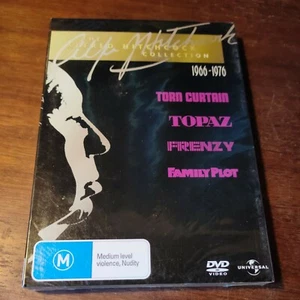 HITCHCOCK
COLLECTION
1966-1976
TORN CURTAIN
TOPAZ
FRENZY
FAMILY PLOT
M
Medium level
violence, Nudity
DVD
VIDEO
UNIVERSAL